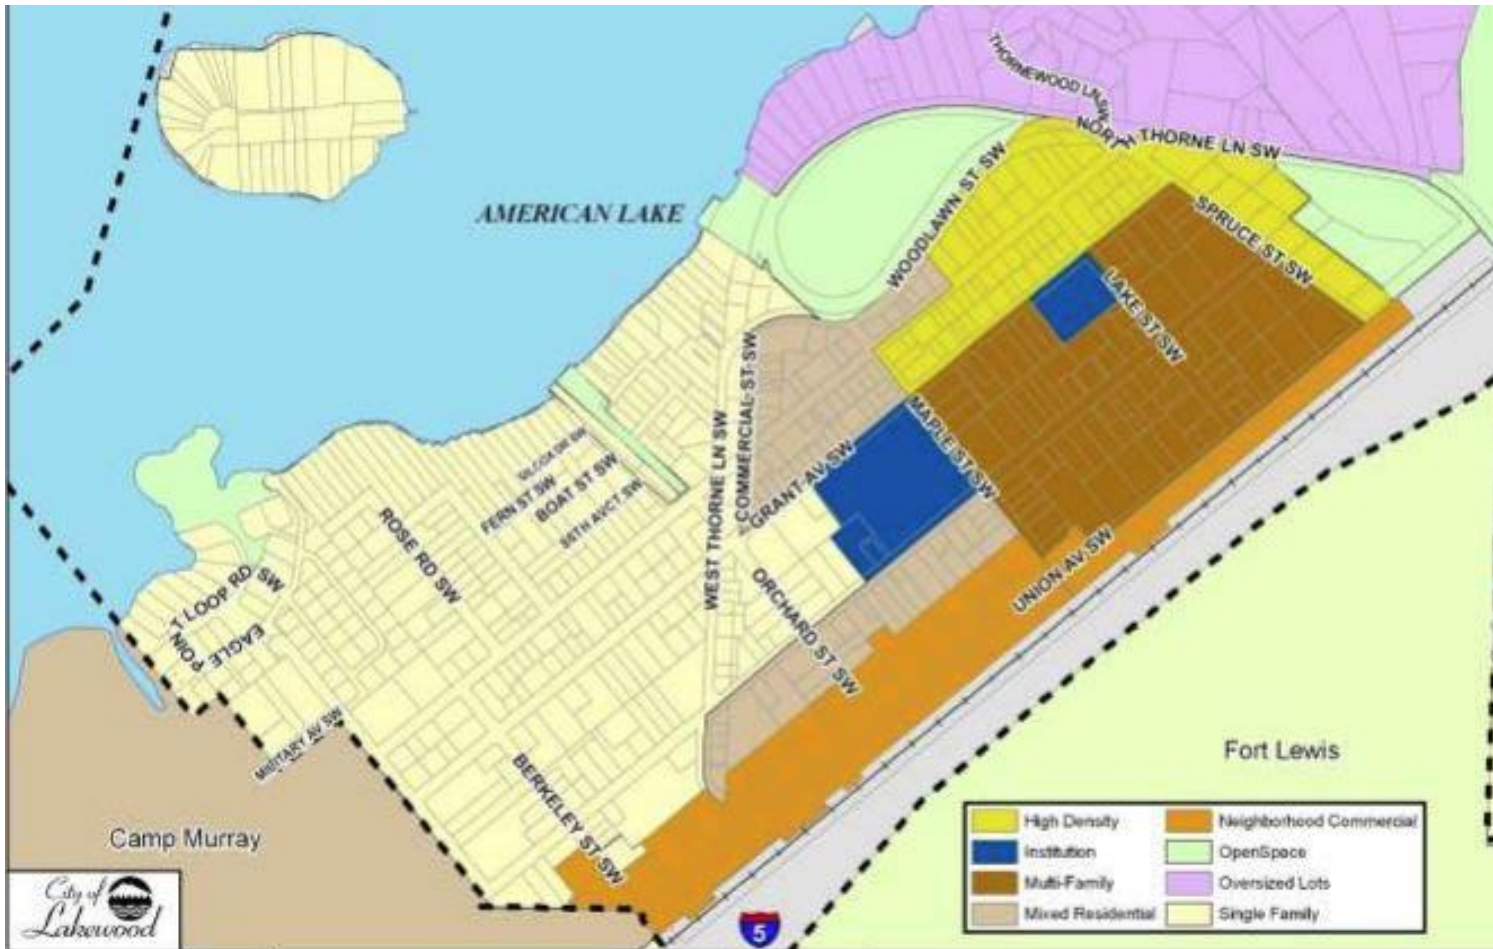 THORNEWOOD LN SW
NORTH THORNE LN SW
AMERICAN LAKE
WOODLAWN ST SW
SPRUCE ST SW
LAKE ST SW
COMMERCIAL ST SW
WEST THORNE LN SW
MAPLE ST SW
GRANT AV SW
FERN ST SW
BOAT ST SW
ROSE RD SW
UNION AV SW
ORCHARD ST SW
EAGLE POINT LOOP RD SW
MILITARY AV SW
BERKELEY ST SW
Fort Lewis
Camp Murray
High Density
Neighborhood Commercial
Institution
OpenSpace
Multi-Family
Oversized Lots
Mixed Residential
Single Family
City of
Lakewood
5